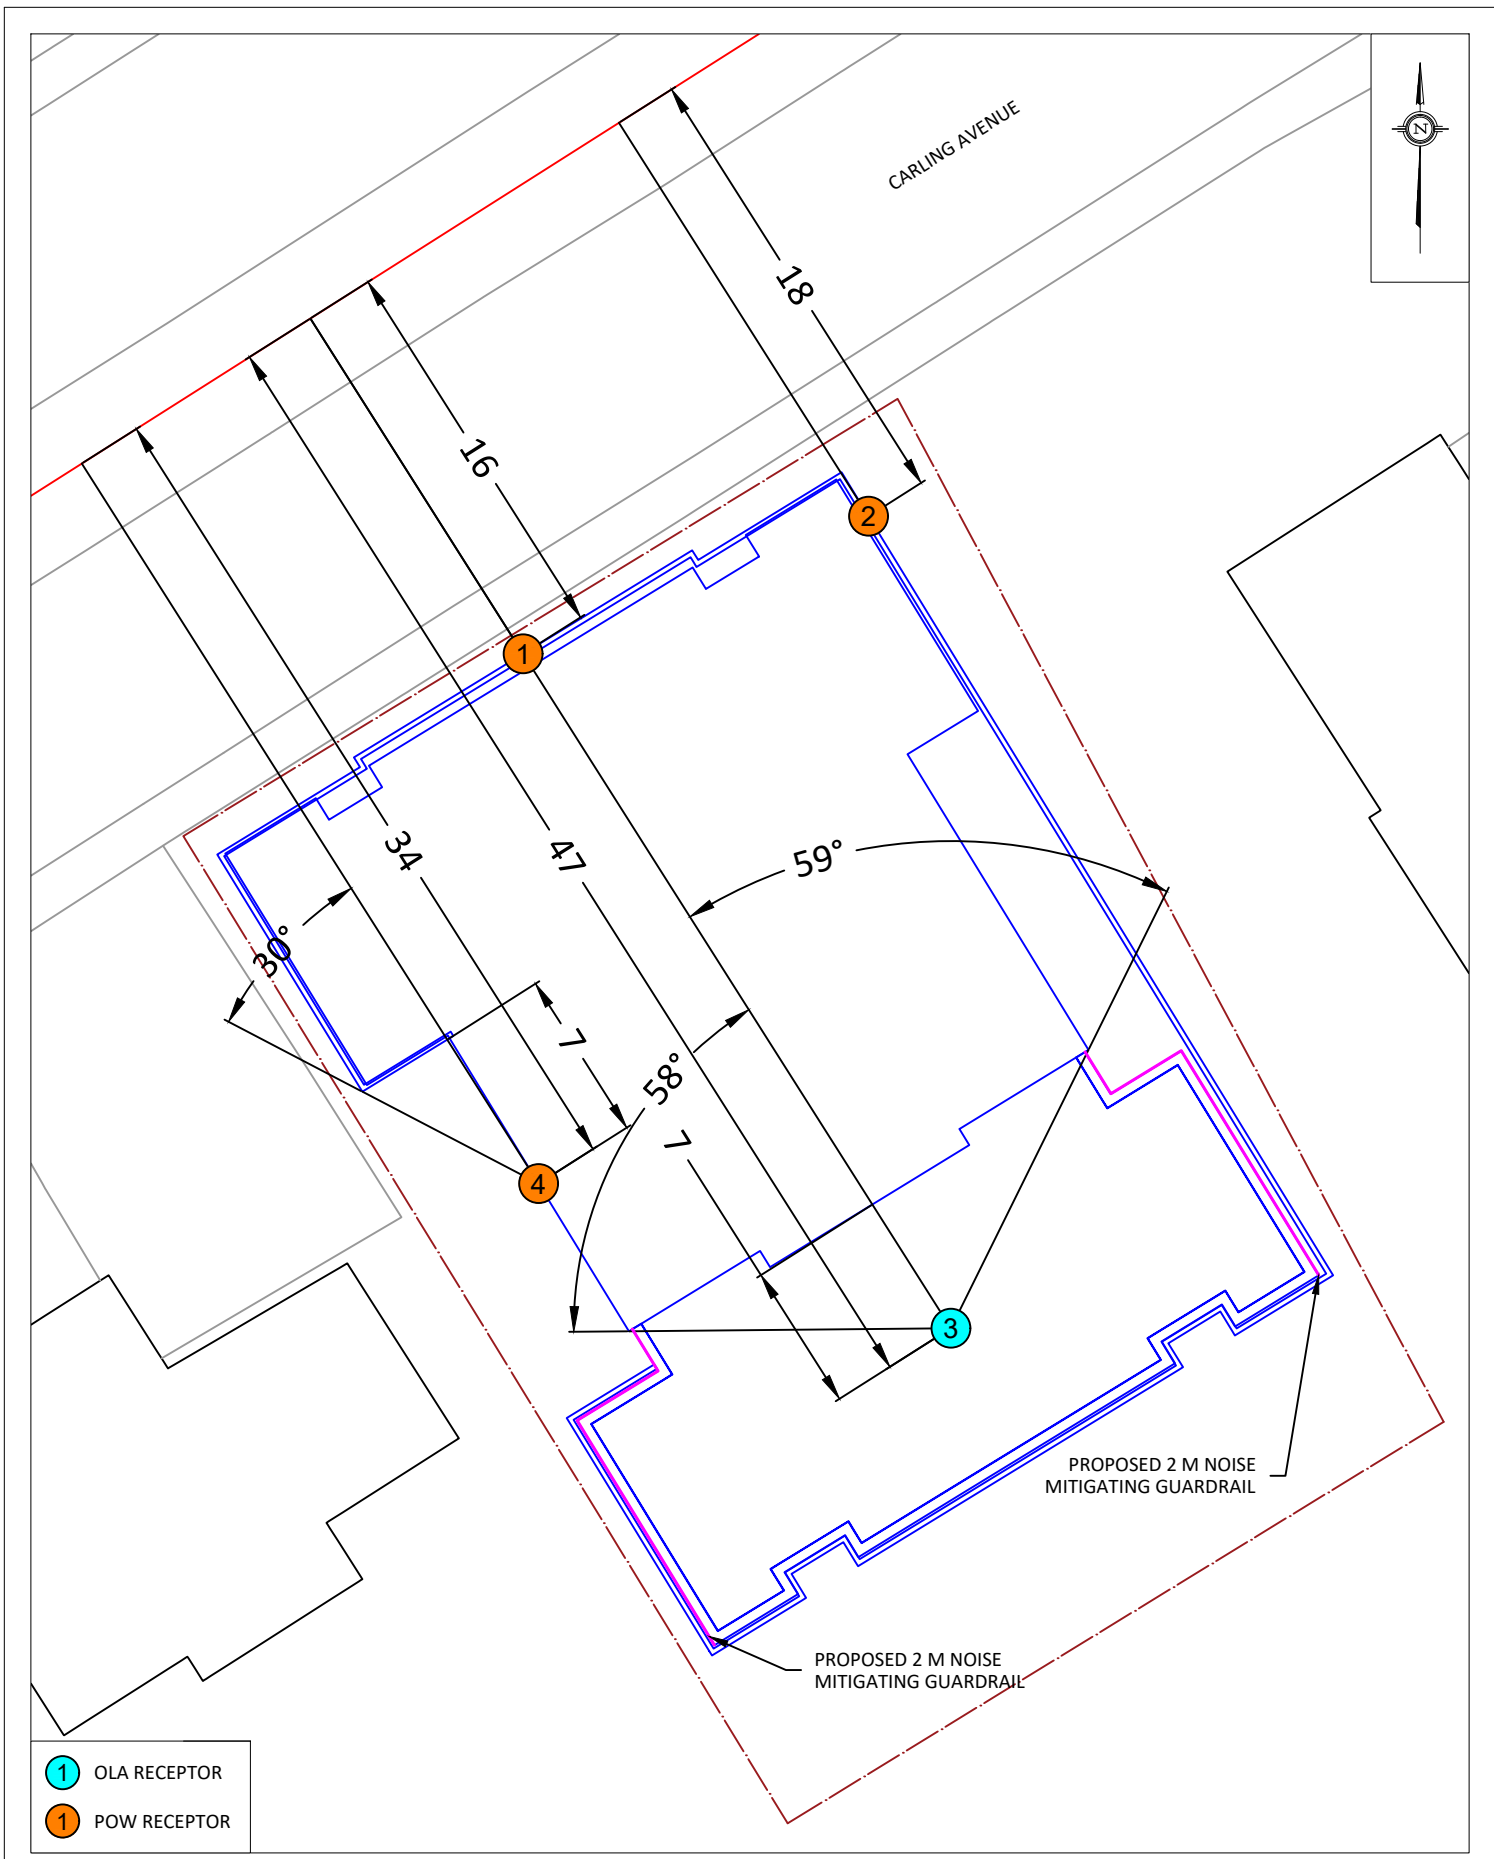 CARLING AVENUE
N
18
16
2
1
34
47
59°
30°
7
58°
7
4
3
PROPOSED 2 M NOISE
MITIGATING GUARDRAIL
PROPOSED 2 M NOISE
MITIGATING GUARDRAIL
1 OLA RECEPTOR
1 POW RECEPTOR